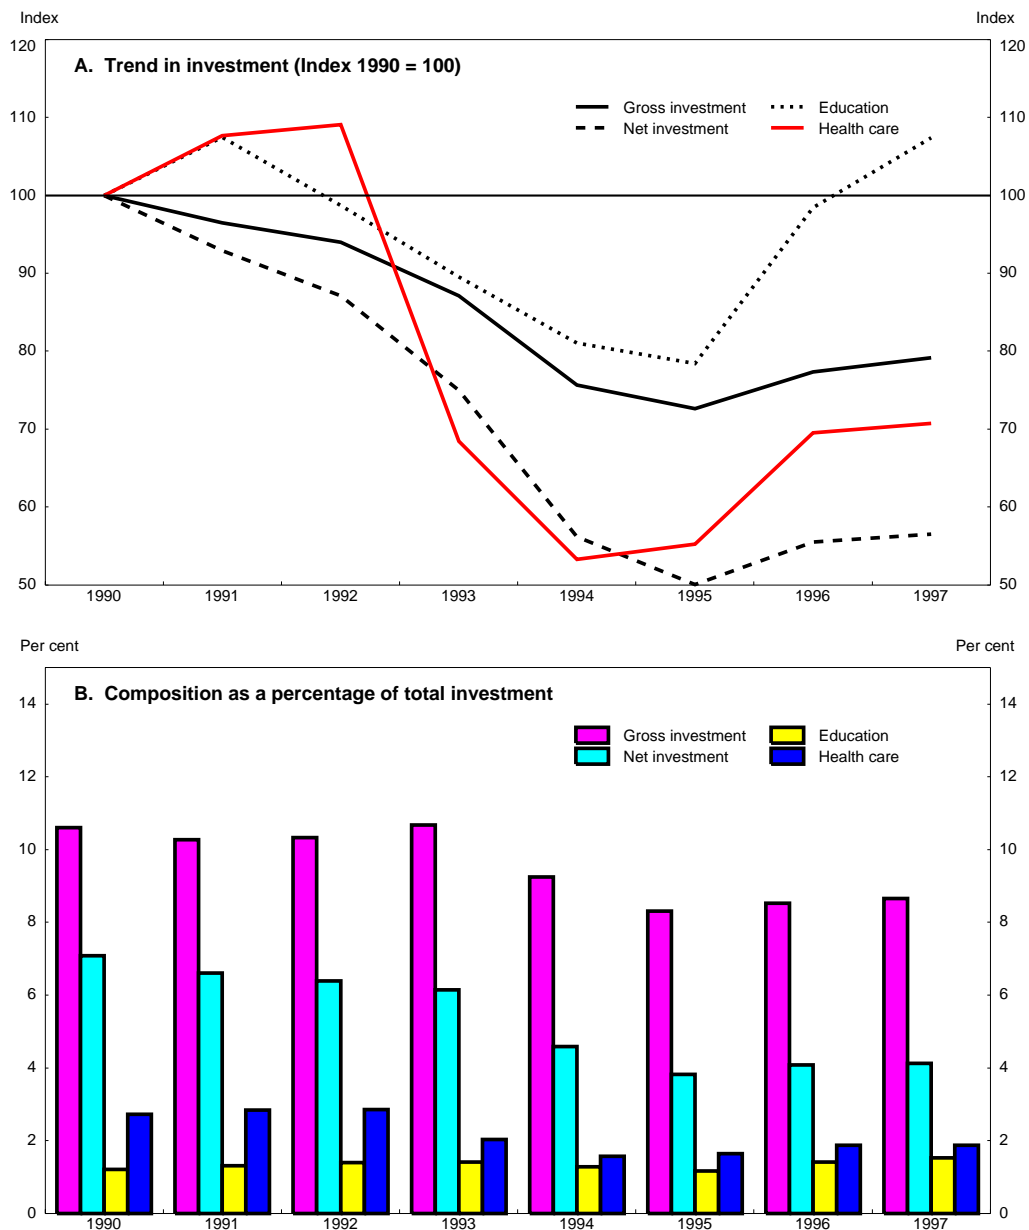 Index Index
120 120
A. Trend in investment (Index 1990 = 100)
Gross investment Education
Net investment Health care
110 110
100 100
90 90
80 80
70 70
60 60
50 50
1990 1991 1992 1993 1994 1995 1996 1997
Per cent Per cent
B. Composition as a percentage of total investment
14 14
Gross investment Education
Net investment Health care
12 12
10 10
8 8
6 6
4 4
2 2
0 0
1990 1991 1992 1993 1994 1995 1996 1997